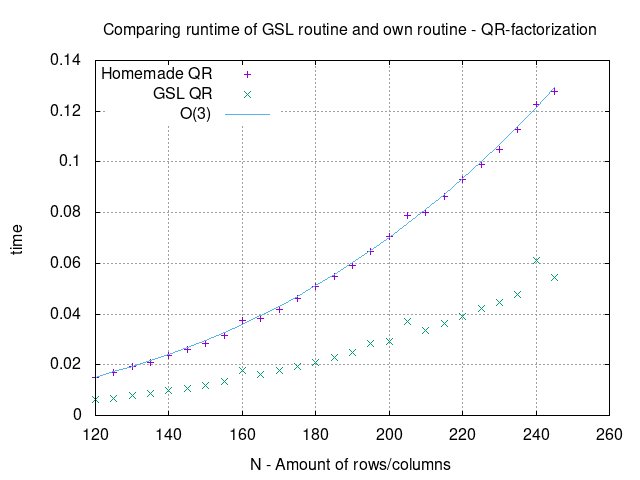 Comparing runtime of GSL routine and own routine - QR-factorization
0.14
0.12
0.1
0.08
0.06
0.04
0.02
0
time
Homemade QR
GSL QR
O(3)
120 140 160 180 200 220 240 260
N - Amount of rows/columns